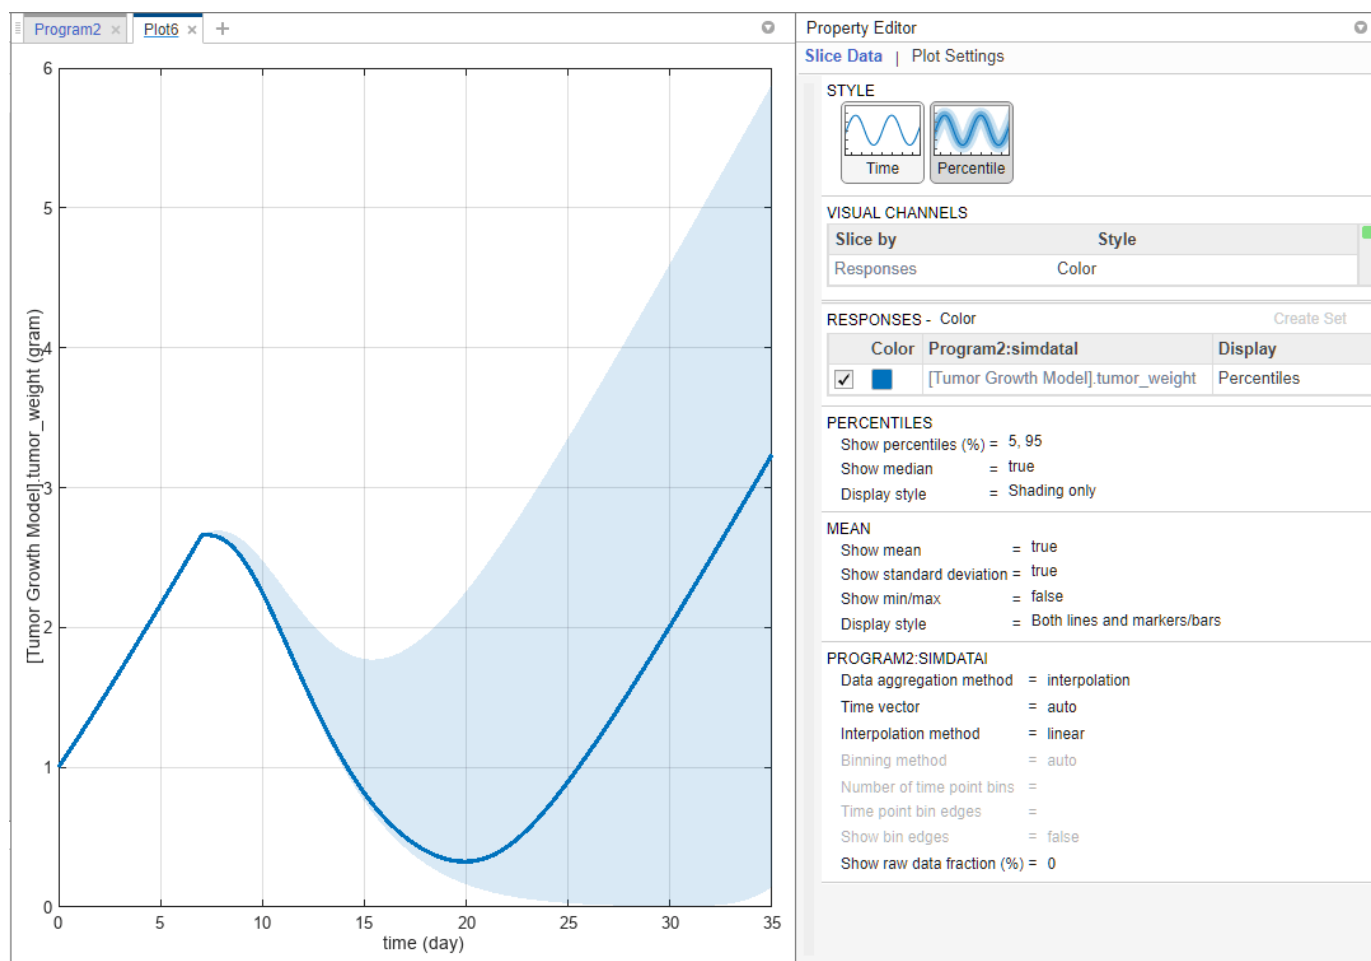 Program2 × Plot6 × +
6
5
4
3
2
1
0
0 5 10 15 20 25 30 35
time (day)
[Tumor Growth Model].tumor_weight (gram)
Property Editor
Slice Data | Plot Settings
STYLE
Time Percentile
VISUAL CHANNELS
Slice by Style
Responses Color
RESPONSES - Color Create Set
Color Program2:simdataI Display
[Tumor Growth Model].tumor_weight Percentiles
PERCENTILES
Show percentiles (%) = 5, 95
Show median = true
Display style = Shading only
MEAN
Show mean = true
Show standard deviation = true
Show min/max = false
Display style = Both lines and markers/bars
PROGRAM2:SIMDATAI
Data aggregation method = interpolation
Time vector = auto
Interpolation method = linear
Binning method = auto
Number of time point bins =
Time point bin edges =
Show bin edges = false
Show raw data fraction (%) = 0